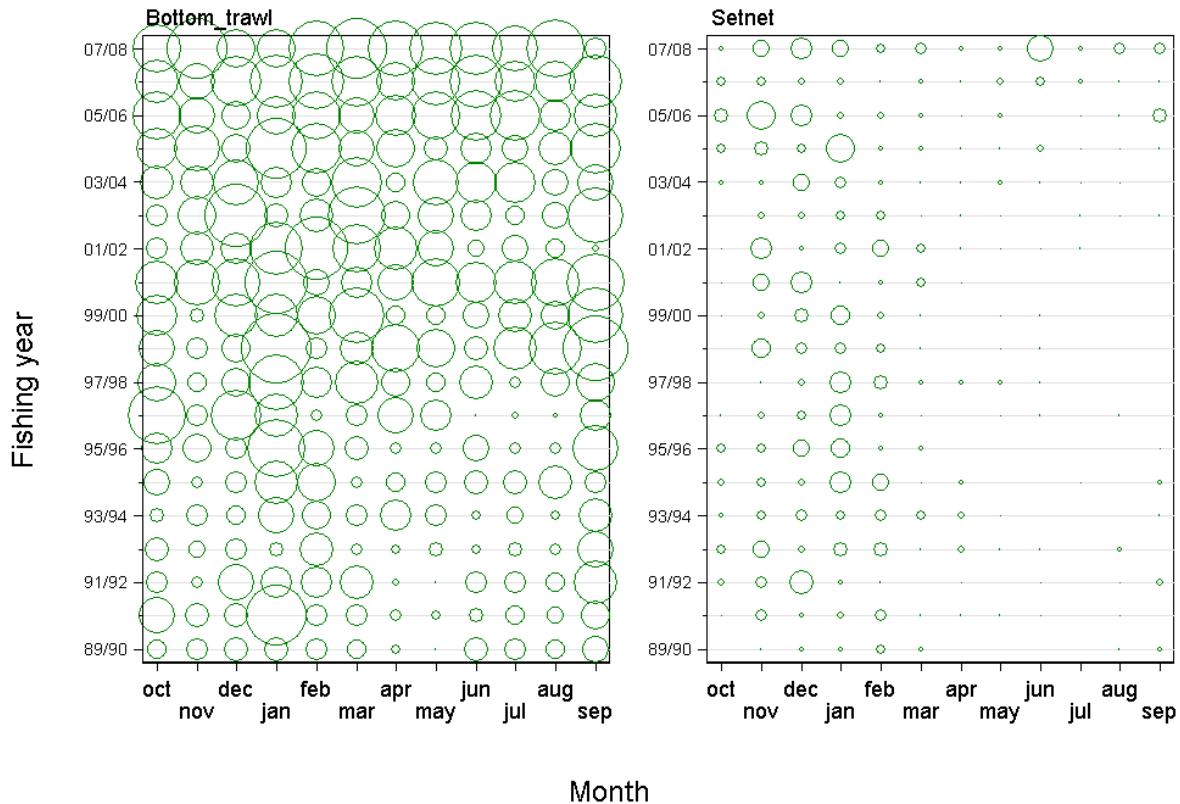 Bottom_trawl
Setnet
07/08
05/06
03/04
01/02
99/00
97/98
95/96
93/94
91/92
89/90
07/08
05/06
03/04
01/02
99/00
97/98
95/96
93/94
91/92
89/90
Fishing year
oct dec feb apr jun aug
nov jan mar may jul sep
oct dec feb apr jun aug
nov jan mar may jul sep
Month